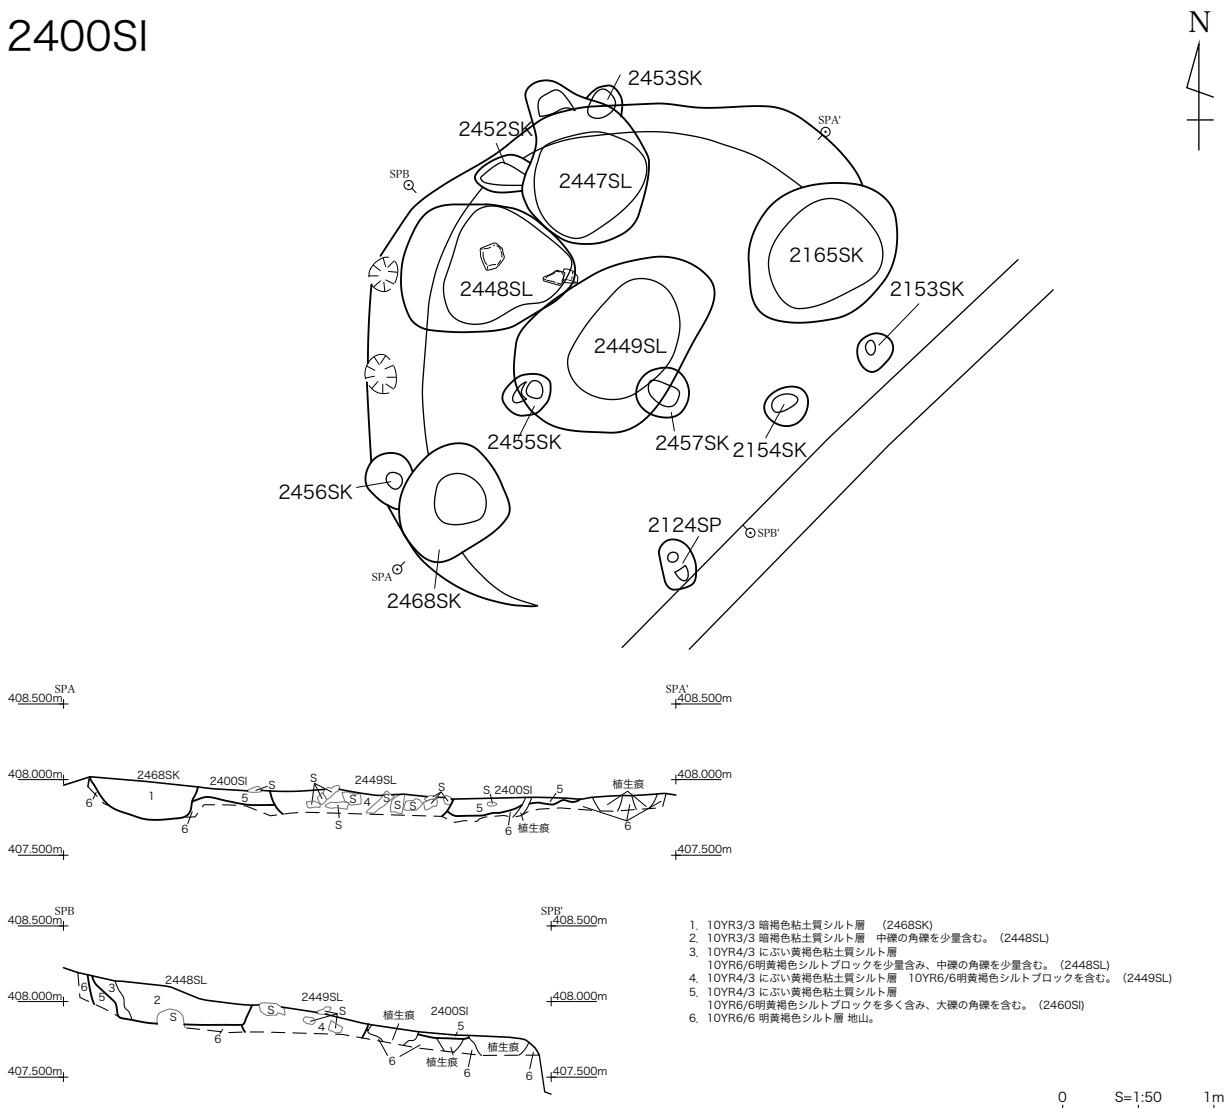 2400SI
N
2453SK
2452SK
SPA'
SPB
2447SL
2165SK
2448SL
2153SK
2449SL
2455SK
2457SK
2154SK
2456SK
2124SP
SPB'
SPA
2468SK
SPA
SPA'
408.500m
408.500m
408.000m
2468SK
2400SI
S
S
2449SL
S
S
2400SI
5
植生痕
408.000m
6
1
5
S
4
S
S
S
5
6
S
6
植生痕
6
407.500m
407.500m
SPB
SPB'
408.500m
408.500m
2448SL
6
3
5
2
408.000m
2449SL
408.000m
S
S
S
4
植生痕
2400SI
5
6
6
植生痕
植生痕
6
6
407.500m
407.500m
1. 10YR3/3 暗褐色粘土質シルト層 （2468SK）
2. 10YR3/3 暗褐色粘土質シルト層 中礫の角礫を少量含む。（2448SL）
3. 10YR4/3 にぶい黄褐色粘土質シルト層
10YR6/6明黄褐色シルトブロックを少量含み、中礫の角礫を少量含む。（2448SL）
4. 10YR4/3 にぶい黄褐色粘土質シルト層 10YR6/6明黄褐色シルトブロックを含む。（2449SL）
5. 10YR4/3 にぶい黄褐色粘土質シルト層
10YR6/6明黄褐色シルトブロックを多く含み、大礫の角礫を含む。（2460SI）
6. 10YR6/6 明黄褐色シルト層 地山。
0 S=1:50 1m